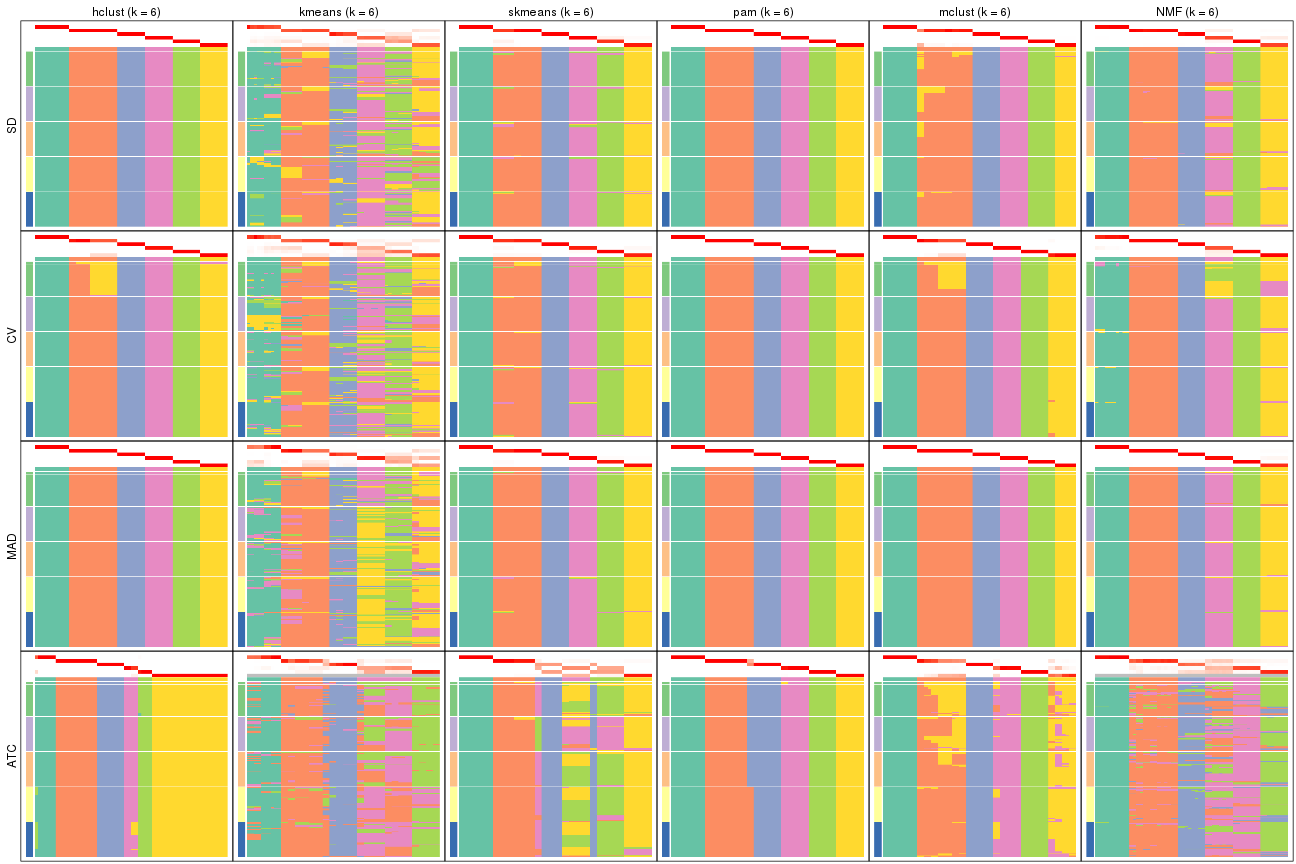 hclust (k = 6) kmeans (k = 6) skmeans (k = 6) pam (k = 6) mclust (k = 6) NMF (k = 6)
SD
CV
MAD
ATC